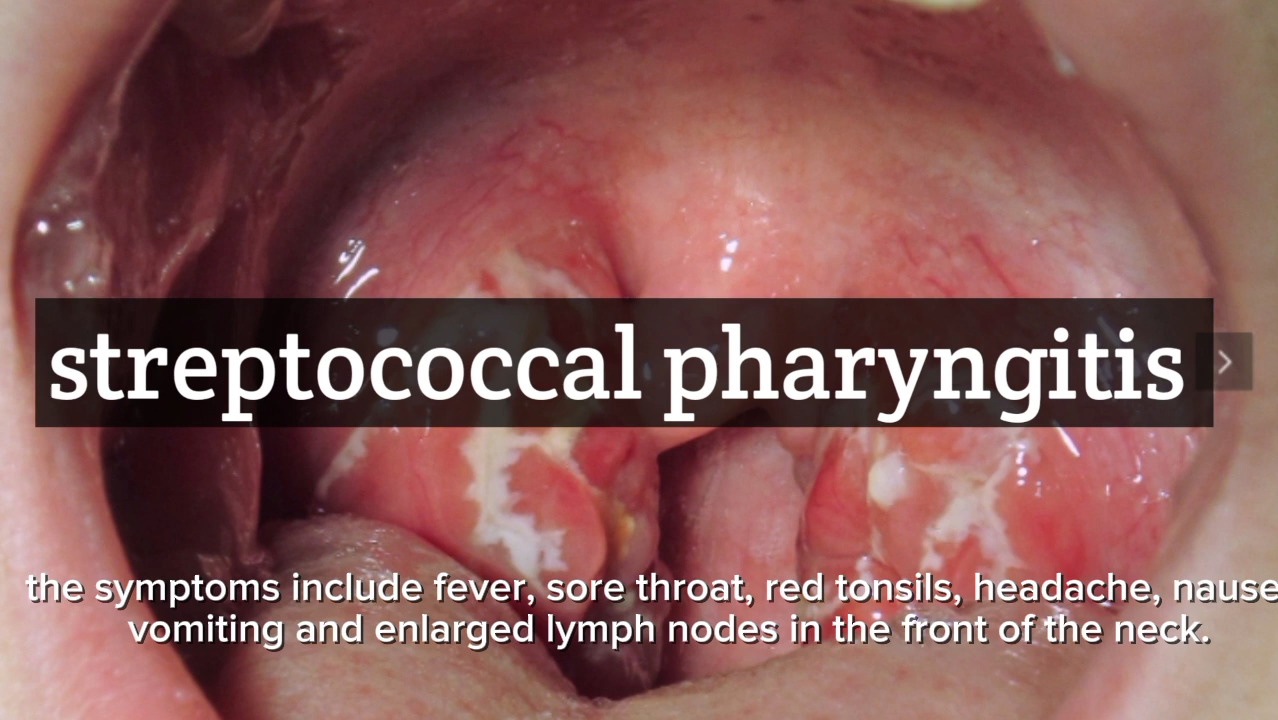 streptococcal pharyngitis
the symptoms include fever, sore throat, red tonsils, headache, nause
vomiting and enlarged lymph nodes in the front of the neck.